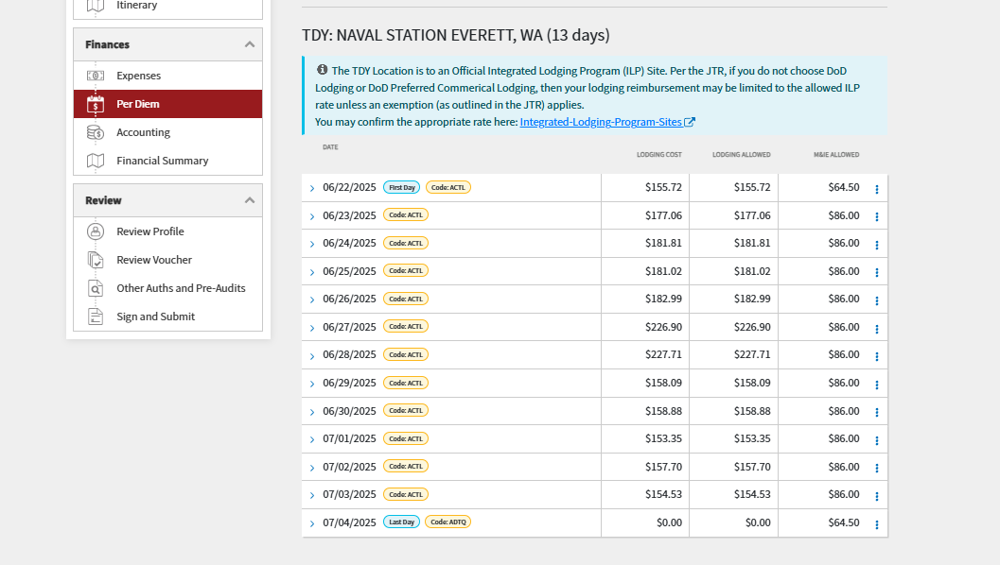 Itinerary
Finances
Expenses
Per Diem
Accounting
Financial Summary
Review
Review Profile
Review Voucher
Other Auths and Pre-Audits
Sign and Submit
TDY: NAVAL STATION EVERETT, WA (13 days)
The TDY Location is to an Official Integrated Lodging Program (ILP) Site. Per the JTR, if you do not choose DoD
Lodging or DoD Preferred Commerical Lodging, then your lodging reimbursement may be limited to the allowed ILP
rate unless an exemption (as outlined in the JTR) applies.
You may confirm the appropriate rate here: Integrated-Lodging-Program-Sites
DATE LODGING COST LODGING ALLOWED M&IE ALLOWED
06/22/2025 First Day Code: ACTL $155.72 $155.72 $64.50
06/23/2025 Code: ACTL $177.06 $177.06 $86.00
06/24/2025 Code: ACTL $181.81 $181.81 $86.00
06/25/2025 Code: ACTL $181.02 $181.02 $86.00
06/26/2025 Code: ACTL $182.99 $182.99 $86.00
06/27/2025 Code: ACTL $226.90 $226.90 $86.00
06/28/2025 Code: ACTL $227.71 $227.71 $86.00
06/29/2025 Code: ACTL $158.09 $158.09 $86.00
06/30/2025 Code: ACTL $158.88 $158.88 $86.00
07/01/2025 Code: ACTL $153.35 $153.35 $86.00
07/02/2025 Code: ACTL $157.70 $157.70 $86.00
07/03/2025 Code: ACTL $154.53 $154.53 $86.00
07/04/2025 Last Day Code: ADTQ $0.00 $0.00 $64.50